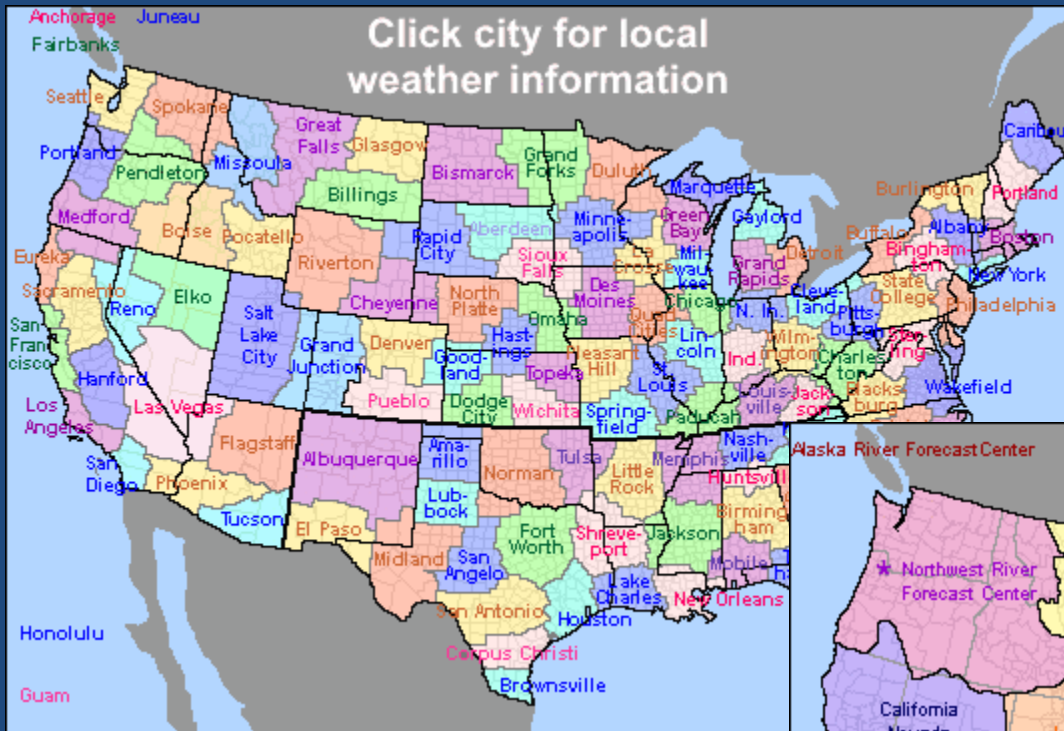 Anchorage Juneau
Fairbanks
Click city for local
weather information
Seattle
Spokane
Portland
Pendleton
Missoula
Great
Falls
Glasgow
Billings
Bismarck
Grand
Forks
Duluth
Marquette
Caribou
Burlington
Portland
Medford
Boise
Pocatello
Riverton
Rapid
City
Aberdeen
Minne-
apolis
Green
Bay
Gaylord
Albany
Buffalo
Boston
Bingham-
ton
Eureka
Sacramento
Reno
Elko
Salt
Lake
City
Cheyenne
North
Platte
Sioux
Falls
La
Crosse
Mil-
wau-
kee
Grand
Rapids
Detroit
New York
State
College
Philadelphia
San
Fran
cisco
Hanford
Grand
Junction
Denver
Good-
land
Hast-
ings
Omaha
Des
Moines
Quad
Cities
Chicago
N. In.
Cleve-
land
Pitts-
burgh
Lin-
coln
Ind
Wilm-
ington
Charles
ton
Ster-
ling
Wakefield
Blacks
burg
Las Vegas
Los
Angeles
Pueblo
Dodge
City
Topeka
Wichita
Pleasant
Hill
St.
Louis
Spring-
field
Paducah
Louis-
ville
Jack-
son
Flagstaff
Albuquerque
Ama-
rillo
Norman
Tulsa
Little
Rock
Memphis
Nash-
ville
Huntsvill
San
Diego
Phoenix
Tucson
El Paso
Lub-
bock
Midland
San
Angelo
Fort
Worth
Shreve-
port
Jackson
Birming
ham
Mobile
Lake
Charles
New Orleans
San Antonio
Houston
Corpus Christi
Brownsville
Honolulu
Guam
Alaska River Forecast Center
* Northwest River
Forecast Center
California